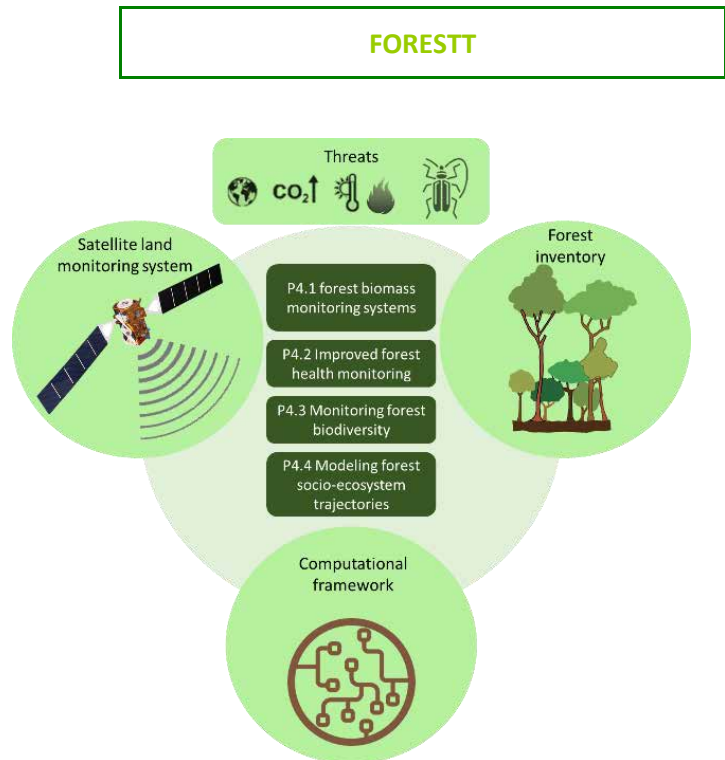 FORESTT
Threats
CO₂↑
Satellite land
monitoring system
Forest
inventory
P4.1 forest biomass
monitoring systems
P4.2 Improved forest
health monitoring
P4.3 Monitoring forest
biodiversity
P4.4 Modeling forest
socio-ecosystem
trajectories
Computational
framework